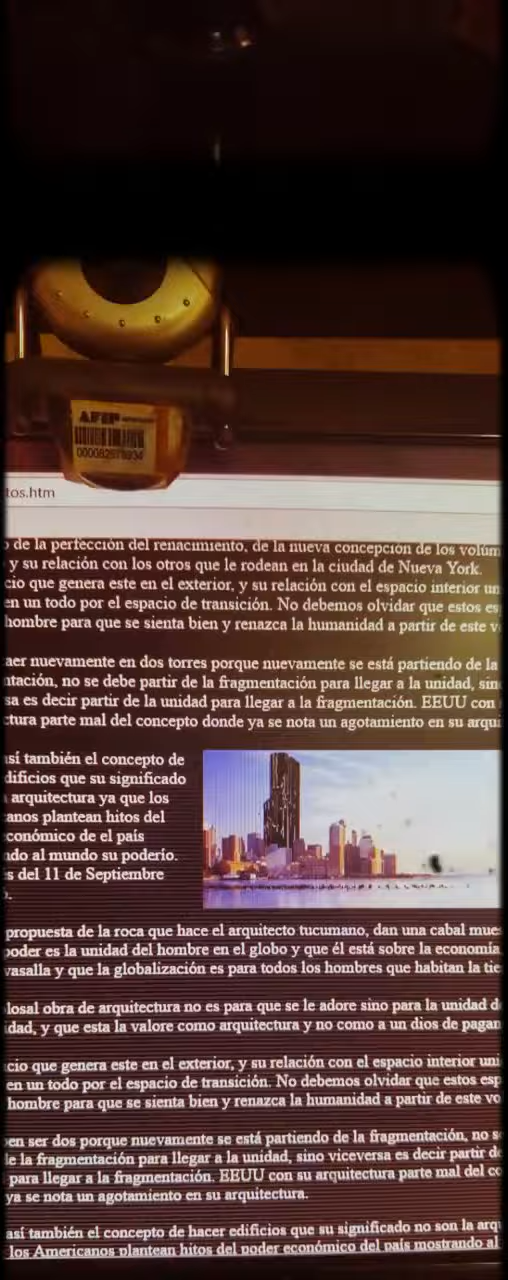 AFIP
000082578934
tos.htm
de la perfección del renacimiento, de la nueva concepción de los volúm
y su relación con los otros que le rodean en la ciudad de Nueva York.
cio que genera este en el exterior, y su relación con el espacio interior un
en un todo por el espacio de transición. No debemos olvidar que estos es
hombre para que se sienta bien y renazca la humanidad a partir de este v
aer nuevamente en dos torres porque nuevamente se está partiendo de la
ntación, no se debe partir de la fragmentación para llegar a la unidad, sin
sa es decir partir de la unidad para llegar a la fragmentación. EEUU con
ctura parte mal del concepto donde ya se nota un agotamiento en su arqui
así también el concepto de
dificios que su significado
arquitectura ya que los
canos plantean hitos del
económico de el país
ndo al mundo su poderío.
s del 11 de Septiembre
propuesta de la roca que hace el arquitecto tucumano, dan una cabal mues
poder es la unidad del hombre en el globo y que él está sobre la economía
vasalla y que la globalización es para todos los hombres que habitan la tie
losal obra de arquitectura no es para que se le adore sino para la unidad d
idad, y que esta la valore como arquitectura y no como a un dios de pagan
cio que genera este en el exterior, y su relación con el espacio interior uni
en un todo por el espacio de transición. No debemos olvidar que estos esp
hombre para que se sienta bien y renazca la humanidad a partir de este vo
en ser dos porque nuevamente se está partiendo de la fragmentación, no s
le la fragmentación para llegar a la unidad, sino viceversa es decir partir de
para llegar a la fragmentación. EEUU con su arquitectura parte mal del co
ya se nota un agotamiento en su arquitectura.
así también el concepto de hacer edificios que su significado no son la arqu
los Americanos plantean hitos del poder económico del país mostrando al